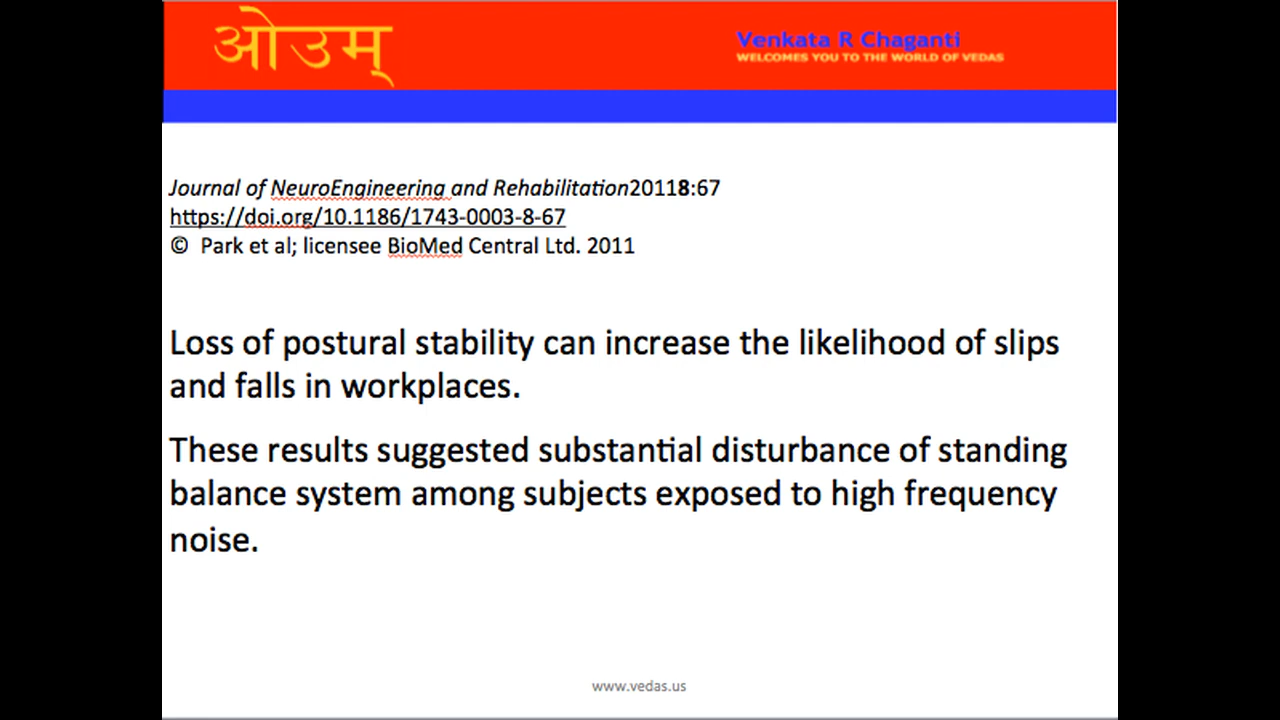 ओउम्
Venkata R Chaganti
WELCOMES YOU TO THE WORLD OF VEDAS
Journal of NeuroEngineering and Rehabilitation20118:67
https://doi.org/10.1186/1743-0003-8-67
© Park et al; licensee BioMed Central Ltd. 2011
Loss of postural stability can increase the likelihood of slips
and falls in workplaces.
These results suggested substantial disturbance of standing
balance system among subjects exposed to high frequency
noise.
www.vedas.us